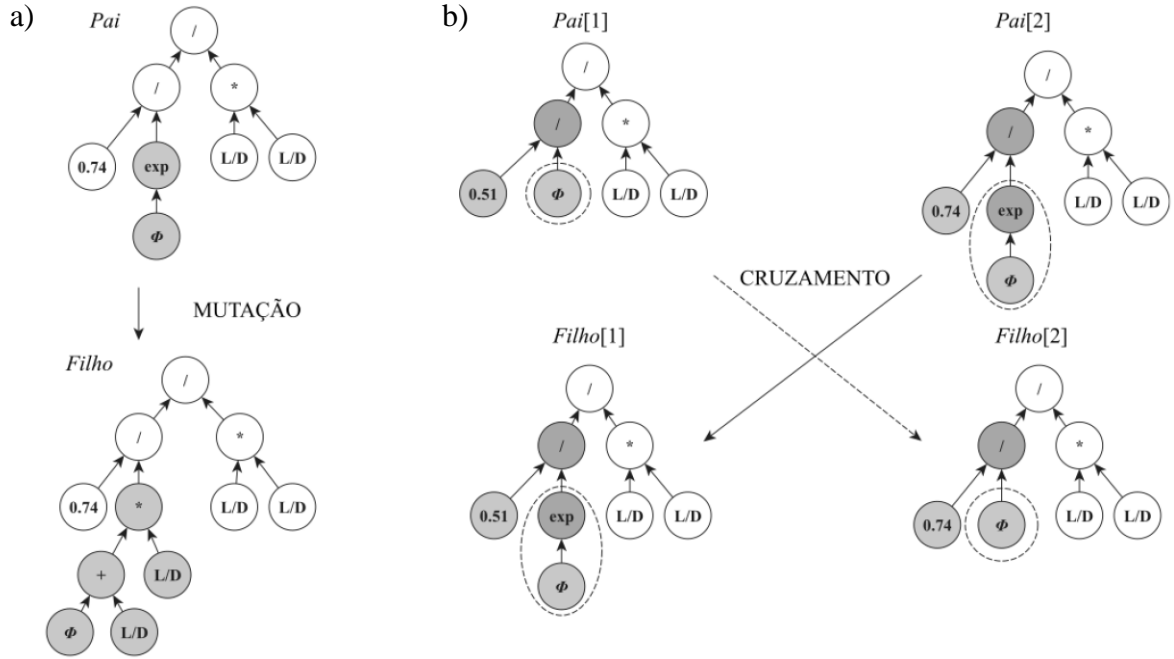 a)
Pai
/
/ *
0.74 exp L/D L/D
Φ
MUTAÇÃO
Filho
/
/ *
0.74 * L/D L/D
+ L/D
Φ L/D
b)
Pai[1]
/
/ *
0.51 Φ L/D L/D
Pai[2]
/
/ *
0.74 exp L/D L/D
Φ
CRUZAMENTO
Filho[1]
/
/ *
0.51 exp L/D L/D
Φ
Filho[2]
/
/ *
0.74 Φ L/D L/D